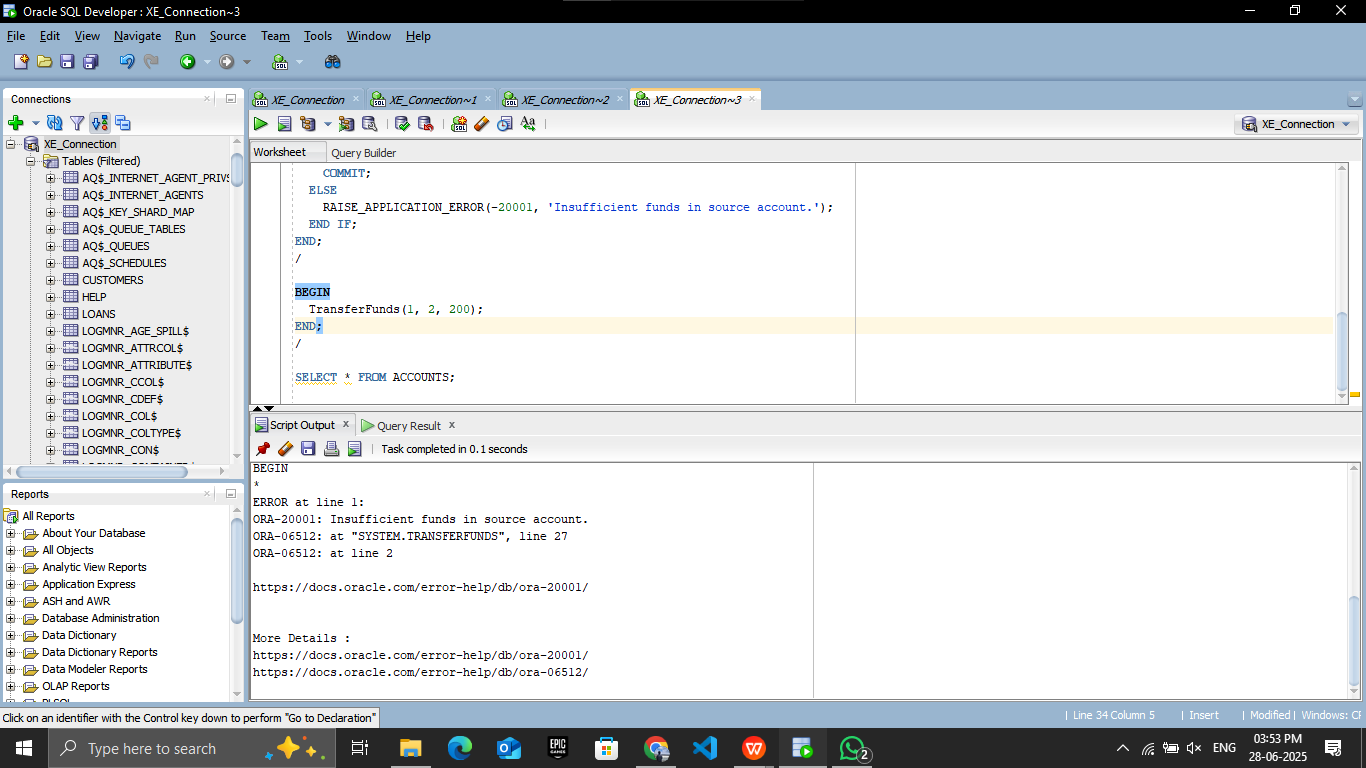 Oracle SQL Developer : XE_Connection~3
File Edit View Navigate Run Source Team Tools Window Help
Connections
XE_Connection
Tables (Filtered)
AQ$_INTERNET_AGENT_PRIVS
AQ$_INTERNET_AGENTS
AQ$_KEY_SHARD_MAP
AQ$_QUEUE_TABLES
AQ$_QUEUES
AQ$_SCHEDULES
CUSTOMERS
HELP
LOANS
LOGMNR_AGE_SPILL$
LOGMNR_ATTRCOL$
LOGMNR_ATTRIBUTE$
LOGMNR_CCOL$
LOGMNR_CDEF$
LOGMNR_COL$
LOGMNR_COLTYPE$
LOGMNR_CON$
Reports
All Reports
About Your Database
All Objects
Analytic View Reports
Application Express
ASH and AWR
Database Administration
Data Dictionary
Data Dictionary Reports
Data Modeler Reports
OLAP Reports
XE_Connection XE_Connection~1 XE_Connection~2 XE_Connection~3
XE_Connection
Worksheet Query Builder
COMMIT;
ELSE
RAISE_APPLICATION_ERROR(-20001, 'Insufficient funds in source account.');
END IF;
END;
/
BEGIN
TransferFunds(1, 2, 200);
END;
/
SELECT * FROM ACCOUNTS;
Script Output Query Result
Task completed in 0.1 seconds
BEGIN
*
ERROR at line 1:
ORA-20001: Insufficient funds in source account.
ORA-06512: at "SYSTEM.TRANSFERFUNDS", line 27
ORA-06512: at line 2
https://docs.oracle.com/error-help/db/ora-20001/
More Details :
https://docs.oracle.com/error-help/db/ora-20001/
https://docs.oracle.com/error-help/db/ora-06512/
Click on an identifier with the Control key down to perform "Go to Declaration"
Line 34 Column 5 Insert Modified Windows:
Type here to search
EPIC GAMES
2
ENG
03:53 PM
28-06-2025